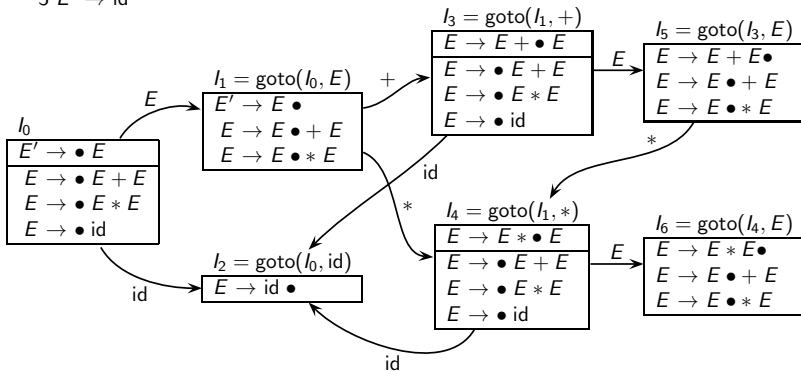 3 E → id
I0
E′ → • E
E → • E + E
E → • E ∗ E
E → • id
E
id
I1 = goto(I0, E)
E′ → E •
E → E • + E
E → E • ∗ E
+
∗
I2 = goto(I0, id)
E → id •
id
id
I3 = goto(I1, +)
E → E + • E
E → • E + E
E → • E ∗ E
E → • id
E
I4 = goto(I1, ∗)
E → E ∗ • E
E → • E + E
E → • E ∗ E
E → • id
E
∗
I5 = goto(I3, E)
E → E + E•
E → E • + E
E → E • ∗ E
I6 = goto(I4, E)
E → E ∗ E•
E → E • + E
E → E • ∗ E